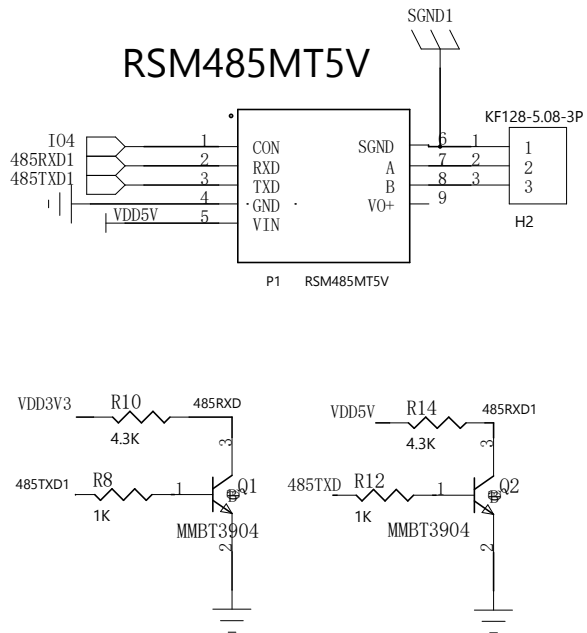 SGND1
RSM485MT5V
KF128-5.08-3P
IO4 1 CON SGND 6 1 1
485RXD1 2 RXD A 7 2 2
485TXD1 3 TXD B 8 3 3
4 GND VO+ 9
VDD5V 5 VIN
H2
P1 RSM485MT5V
VDD3V3 R10 485RXD
4.3K
3
485TXD1 R8 1 Q1
1K
MMBT3904
2
VDD5V R14 485RXD1
4.3K
3
485TXD R12 1 Q2
1K
MMBT3904
2